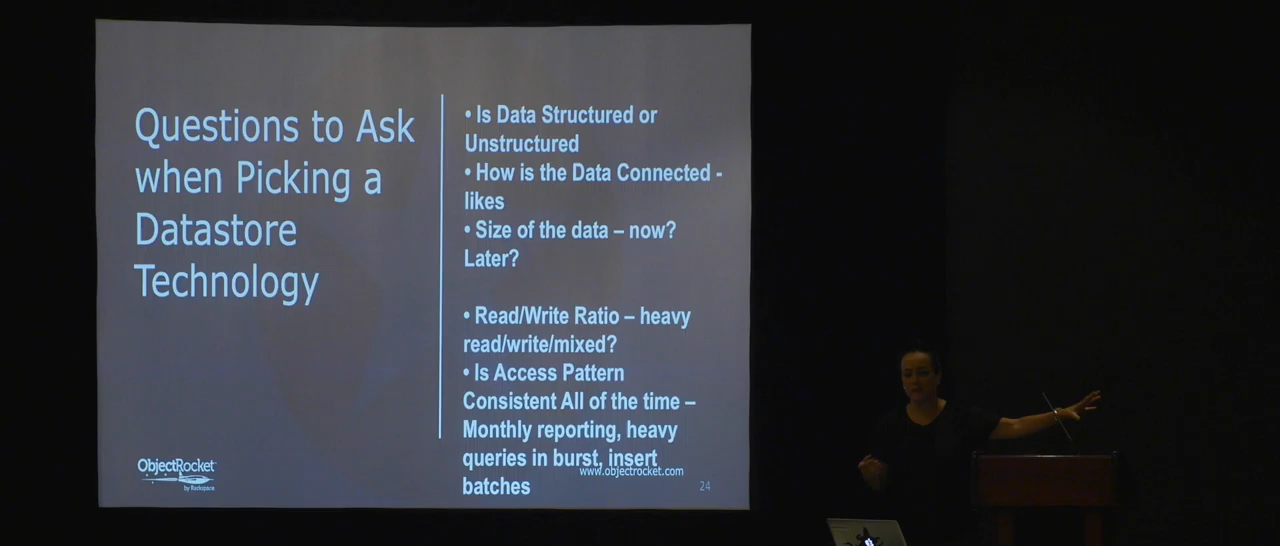 Questions to Ask
when Picking a
Datastore
Technology
• Is Data Structured or
Unstructured
• How is the Data Connected -
likes
• Size of the data – now?
Later?
• Read/Write Ratio – heavy
read/write/mixed?
• Is Access Pattern
Consistent All of the time –
Monthly reporting, heavy
queries in burst, insert
batches
ObjectRocket
by Rackspace
www.objectrocket.com
24